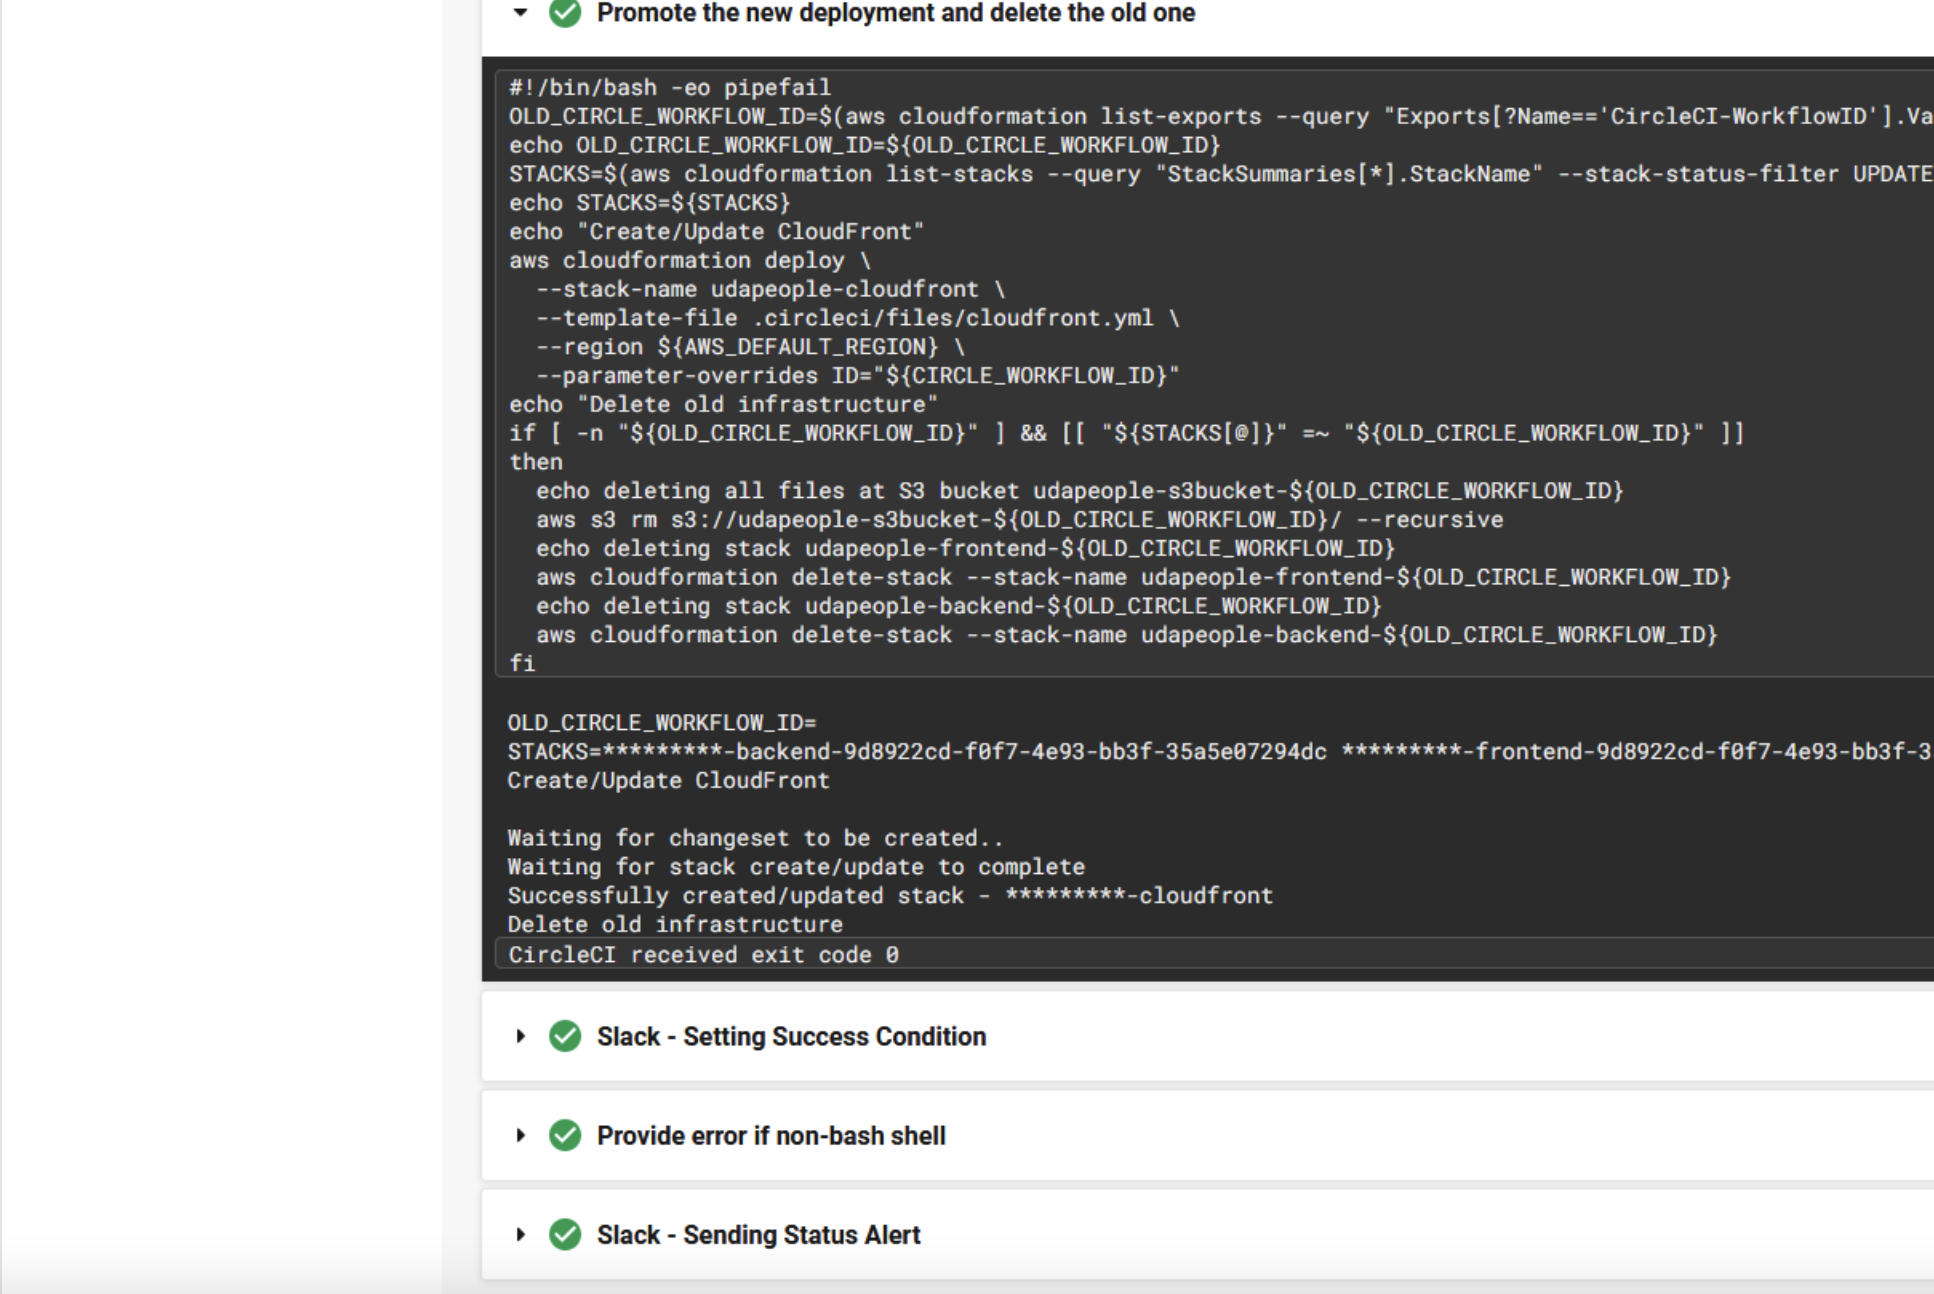 Promote the new deployment and delete the old one
#!/bin/bash -eo pipefail
OLD_CIRCLE_WORKFLOW_ID=$(aws cloudformation list-exports --query "Exports[?Name=='CircleCI-WorkflowID'].Va
echo OLD_CIRCLE_WORKFLOW_ID=${OLD_CIRCLE_WORKFLOW_ID}
STACKS=$(aws cloudformation list-stacks --query "StackSummaries[*].StackName" --stack-status-filter UPDATE
echo STACKS=${STACKS}
echo "Create/Update CloudFront"
aws cloudformation deploy \
  --stack-name udapeople-cloudfront \
  --template-file .circleci/files/cloudfront.yml \
  --region ${AWS_DEFAULT_REGION} \
  --parameter-overrides ID="${CIRCLE_WORKFLOW_ID}"
echo "Delete old infrastructure"
if [ -n "${OLD_CIRCLE_WORKFLOW_ID}" ] && [[ "${STACKS[@]}" =~ "${OLD_CIRCLE_WORKFLOW_ID}" ]]
then
  echo deleting all files at S3 bucket udapeople-s3bucket-${OLD_CIRCLE_WORKFLOW_ID}
  aws s3 rm s3://udapeople-s3bucket-${OLD_CIRCLE_WORKFLOW_ID}/ --recursive
  echo deleting stack udapeople-frontend-${OLD_CIRCLE_WORKFLOW_ID}
  aws cloudformation delete-stack --stack-name udapeople-frontend-${OLD_CIRCLE_WORKFLOW_ID}
  echo deleting stack udapeople-backend-${OLD_CIRCLE_WORKFLOW_ID}
  aws cloudformation delete-stack --stack-name udapeople-backend-${OLD_CIRCLE_WORKFLOW_ID}
fi
OLD_CIRCLE_WORKFLOW_ID=
STACKS=*********-backend-9d8922cd-f0f7-4e93-bb3f-35a5e07294dc *********-frontend-9d8922cd-f0f7-4e93-bb3f-3
Create/Update CloudFront
Waiting for changeset to be created..
Waiting for stack create/update to complete
Successfully created/updated stack - *********-cloudfront
Delete old infrastructure
CircleCI received exit code 0
Slack - Setting Success Condition
Provide error if non-bash shell
Slack - Sending Status Alert